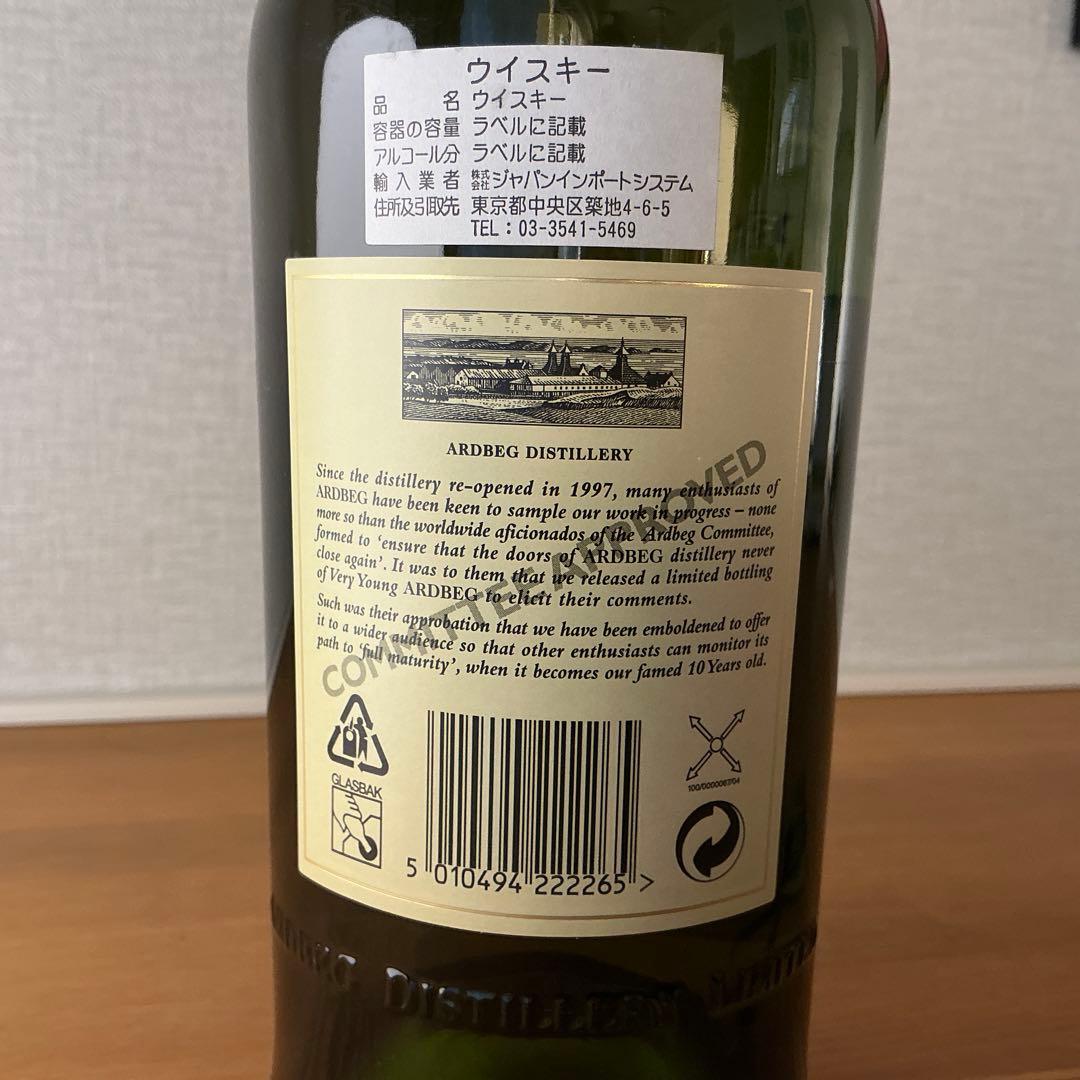 ウイスキー
品 名 ウイスキー
容器の容量 ラベルに記載
アルコール分 ラベルに記載
輸入業者 株式会社ジャパンインポートシステム
住所及引取先 東京都中央区築地4-6-5
TEL：03-3541-5469
ARDBEG DISTILLERY
Since the distillery re-opened in 1997, many enthusiasts of
ARDBEG have been keen to sample our work in progress – none
more so than the worldwide aficionados of the Ardbeg Committee,
formed to ‘ensure that the doors of ARDBEG distillery never
close again’. It was to them that we released a limited bottling
of Very Young ARDBEG to elicit their comments.
Such was their approbation that we have been emboldened to offer
it to a wider audience so that other enthusiasts can monitor its
path to ‘full maturity’, when it becomes our famed 10 Years old.
COMMITTEE APPROVED
GLASBAK
100/0000067/04
5 010494 222265 >
DISTILLERY